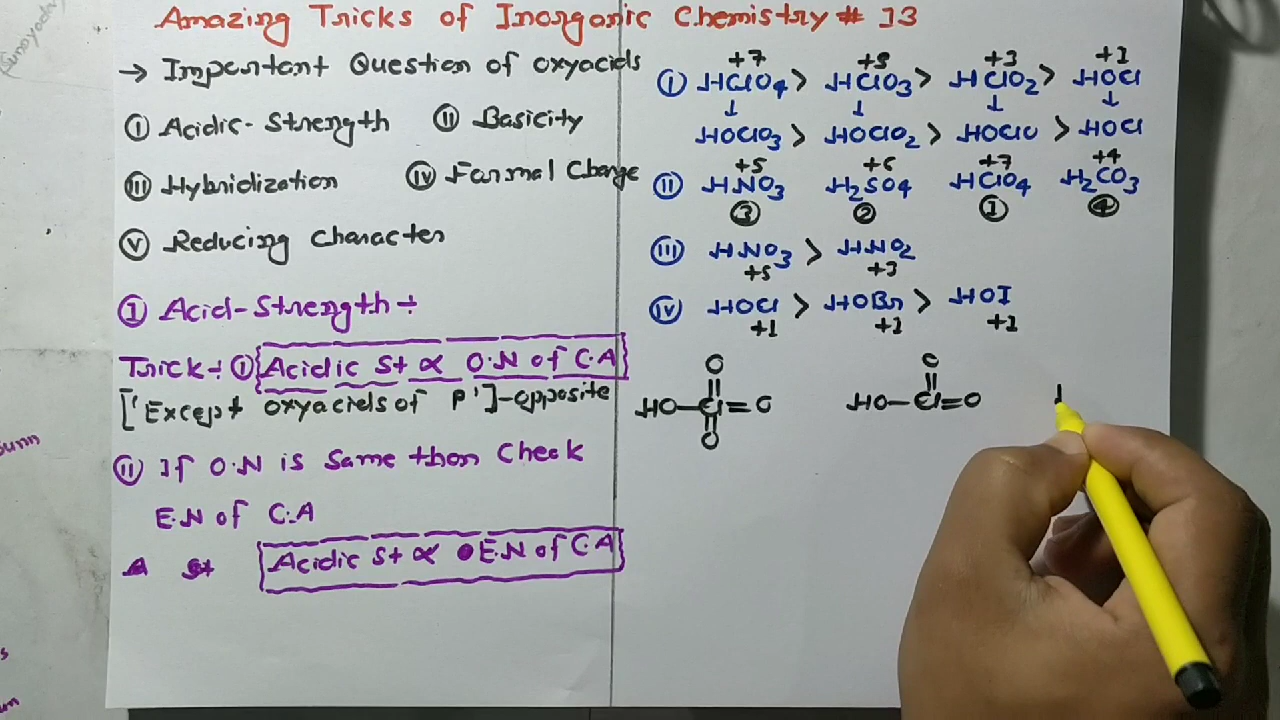 Amazing Tricks of Inorganic Chemistry # 13
→ Important Question of oxyacids
Ⓘ Acidic-Strength Ⓘⓘ Basicity
Ⓘⓘⓘ Hybridization Ⓘⓥ Formal Charge
Ⓥ Reducing character
Ⓘ Acid-Strength ÷
Trick ÷ Ⓘ Acidic St ∝ O.N of C.A
['Except oxyacids of P']-opposite
Ⓘⓘ If O.N is Same then Check
E.N of C.A
A St Acidic St ∝ E.N of C.A
+7 +5 +3 +1
Ⓘ HClO4 > HClO3 > HClO2 > HOCl
↓ ↓ ↓ ↓
HOClO3 > HOClO2 > HOClO > HOCl
+5 +6 +7 +4
Ⓘⓘ HNO3 H2SO4 HClO4 H2CO3
③ ② ① ④
Ⓘⓘⓘ HNO3 > HNO2
+5 +3
Ⓘⓥ HOCl > HOBr > HOI
+1 +1 +1
O O
HO-Cl=O HO-Cl=O
O